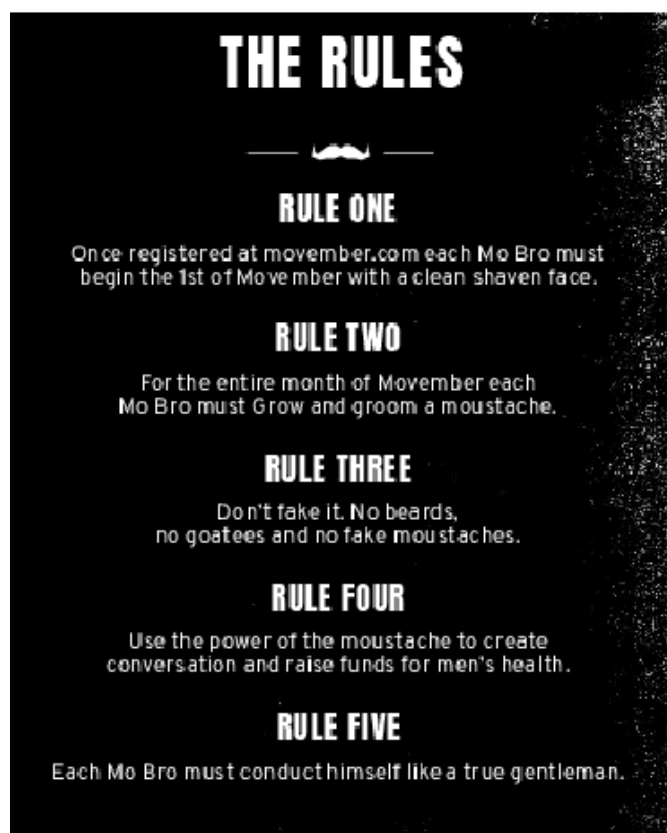 THE RULES
RULE ONE
Once registered at movember.com each Mo Bro must
begin the 1st of Movember with a clean shaven face.
RULE TWO
For the entire month of Movember each
Mo Bro must Grow and groom a moustache.
RULE THREE
Don't fake it. No beards,
no goatees and no fake moustaches.
RULE FOUR
Use the power of the moustache to create
conversation and raise funds for men's health.
RULE FIVE
Each Mo Bro must conduct himself like a true gentleman.